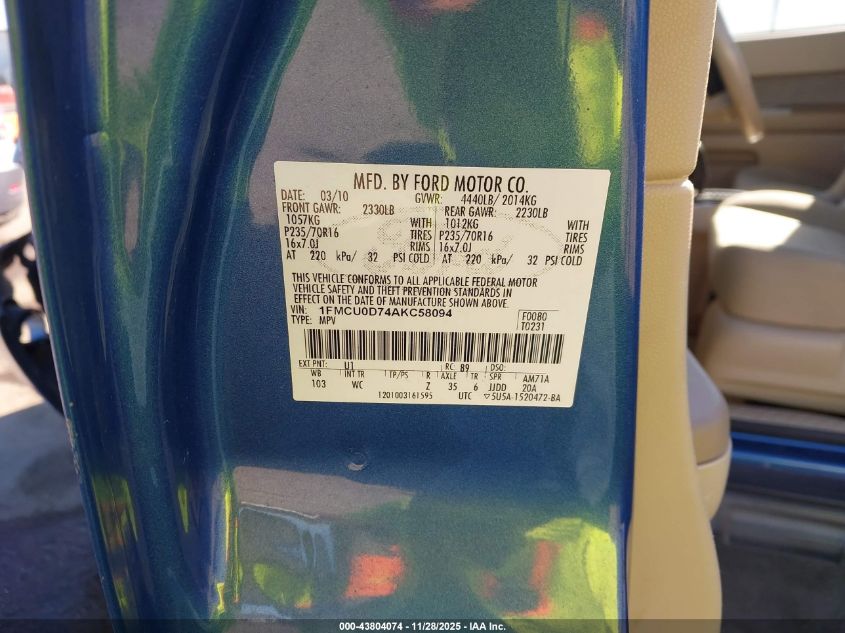 MFD. BY FORD MOTOR CO.
DATE: 03/10 GVWR: 4440LB/ 2014KG
FRONT GAWR: 2330LB REAR GAWR: 2230LB
1057KG WITH 1012KG WITH
P235/70R16 TIRES P235/70R16 TIRES
16x7.0J RIMS 16x7.0J RIMS
AT 220 kPa/ 32 PSI COLD AT 220 kPa/ 32 PSI COLD
THIS VEHICLE CONFORMS TO ALL APPLICABLE FEDERAL MOTOR
VEHICLE SAFETY AND THEFT PREVENTION STANDARDS IN
EFFECT ON THE DATE OF MANUFACTURE SHOWN ABOVE.
VIN: 1FMCU0D74AKC58094 F0080
TYPE: MPV T0231
EXT PNT: U1 RC: 89 DSO:
WB INT TR TP/PS R AXLE TR SPR AM71A
103 WC Z 35 6 JJDD 20A
1201003161595 UTC ▽5U5A-1520472-BA
000-43804074 | 11/28/2025 - IAA Inc.